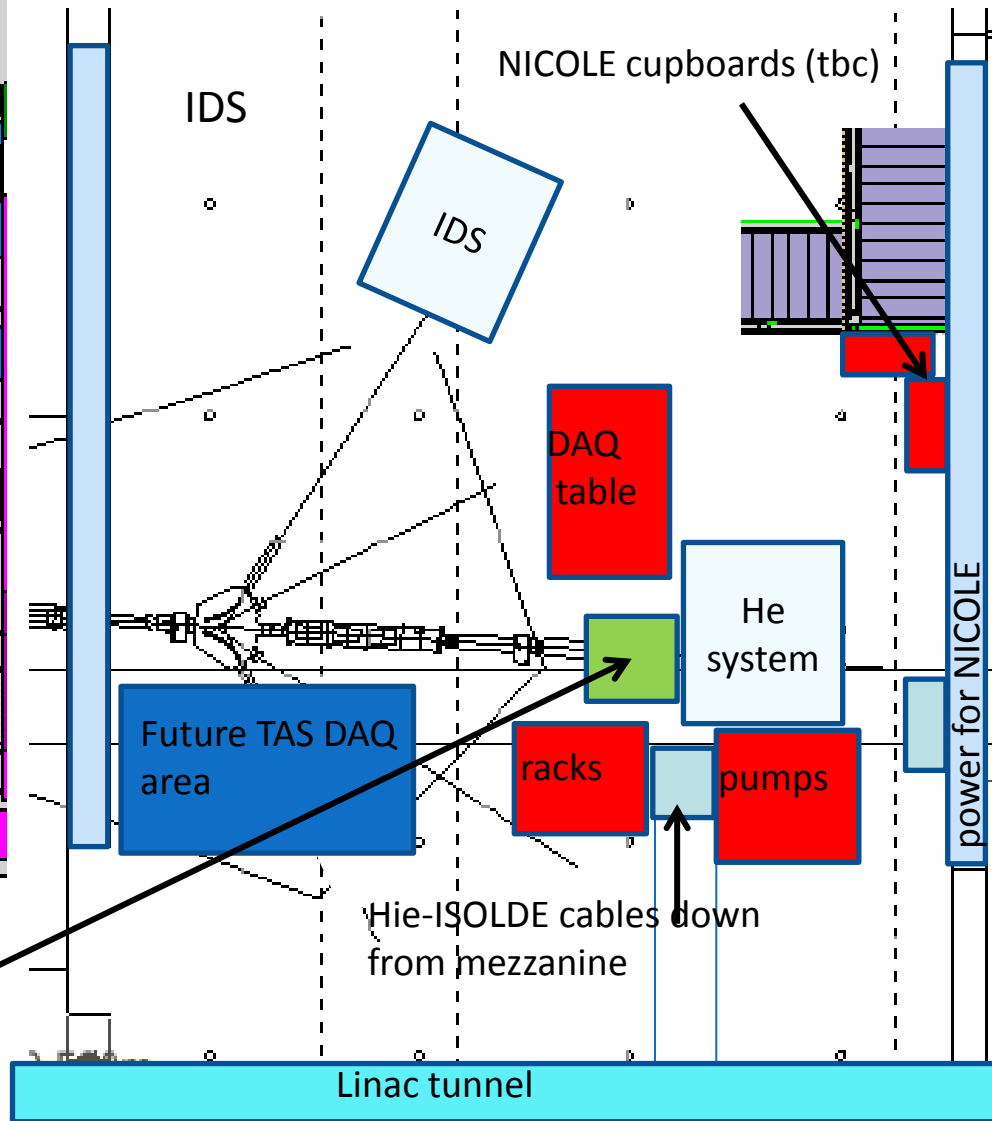 NICOLE cupboards (tbc)
IDS
IDS
DAQ
table
He
system
power for NICOLE
Future TAS DAQ
area
racks
pumps
Hie-ISOLDE cables down
from mezzanine
Linac tunnel